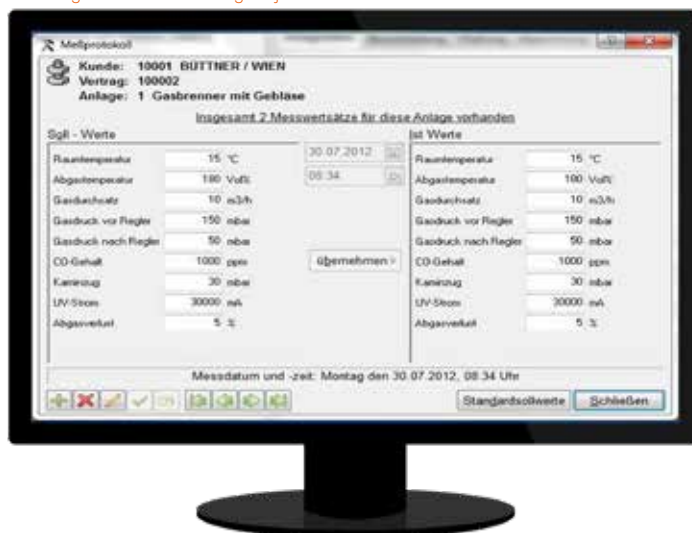 Meßprotokoll
Kunde: 10001 BÜTTNER / WIEN
Vertrag: 100002
Anlage: 1 Gasbrenner mit Gebläse
Insgesamt 2 Messwertsätze für diese Anlage vorhanden
Soll - Werte
Raumtemperatur 15 °C
Abgastemperatur 180 Vol%
Gasdurchsatz 10 m3/h
Gasdruck vor Regler 150 mbar
Gasdruck nach Regler 50 mbar
CO-Gehalt 1000 ppm
Kaminzug 30 mbar
UV-Strom 30000 mA
Abgasverlust 5 %
30.07.2012
08:34
übernehmen >
Ist Werte
Raumtemperatur 15 °C
Abgastemperatur 180 Vol%
Gasdurchsatz 10 m3/h
Gasdruck vor Regler 150 mbar
Gasdruck nach Regler 50 mbar
CO-Gehalt 1000 ppm
Kaminzug 30 mbar
UV-Strom 30000 mA
Abgasverlust 5 %
Messdatum und -zeit: Montag den 30.07.2012, 08:34 Uhr
Standardsollwerte
Schließen